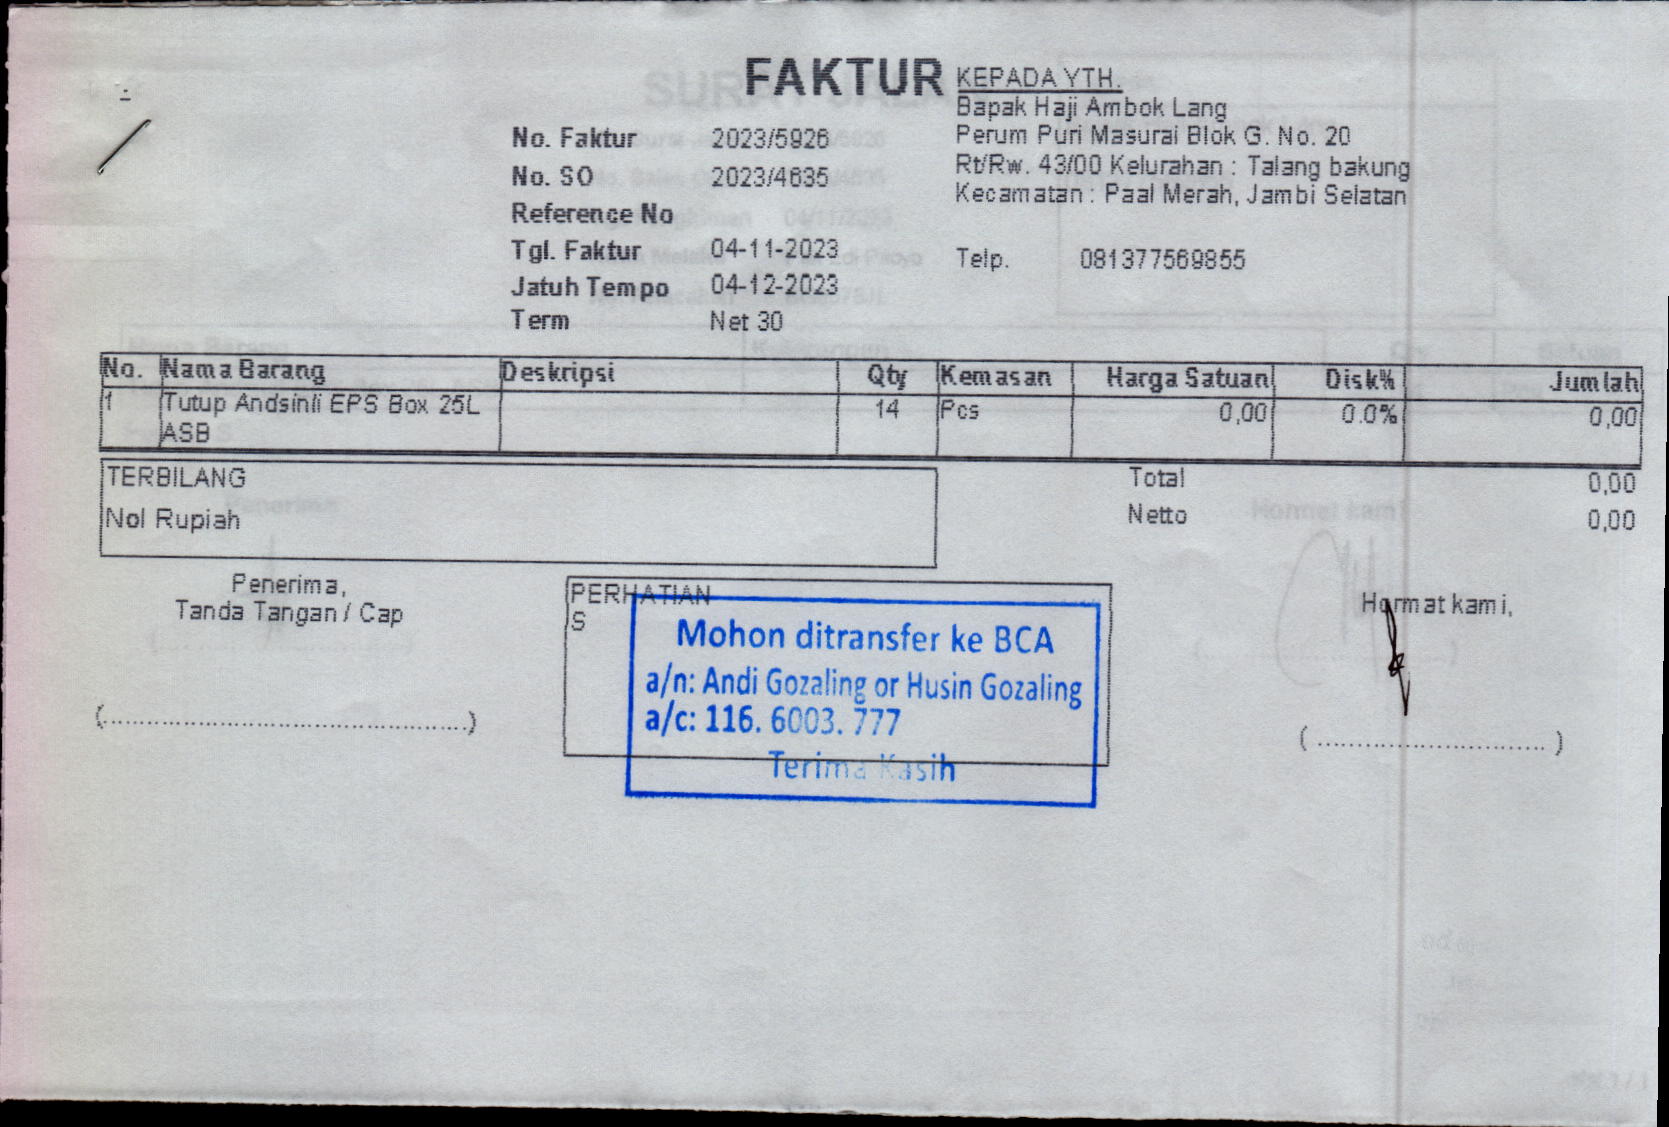 FAKTUR
No. Faktur 2023/5926
No. SO 2023/4635
Reference No
Tgl. Faktur 04-11-2023
Jatuh Tempo 04-12-2023
Term Net 30
KEPADA YTH.
Bapak Haji Ambok Lang
Perum Puri Masurai Blok G. No. 20
Rt/Rw. 43/00 Kelurahan : Talang bakung
Kecamatan : Paal Merah, Jambi Selatan
Telp. 081377569855
No. Nama Barang Deskripsi Qty Kemasan Harga Satuan Disk% Jumlah
1 Tutup Andsinli EPS Box 25L 14 Pcs 0,00 0.0% 0,00
ASB
TERBILANG
Nol Rupiah
Total 0,00
Netto 0,00
Penerima,
Tanda Tangan / Cap
(.................................................)
PERHATIAN
S
Mohon ditransfer ke BCA
a/n: Andi Gozaling or Husin Gozaling
a/c: 116. 6003. 777
Terima Kasih
Hormat kami,
( .............................. )